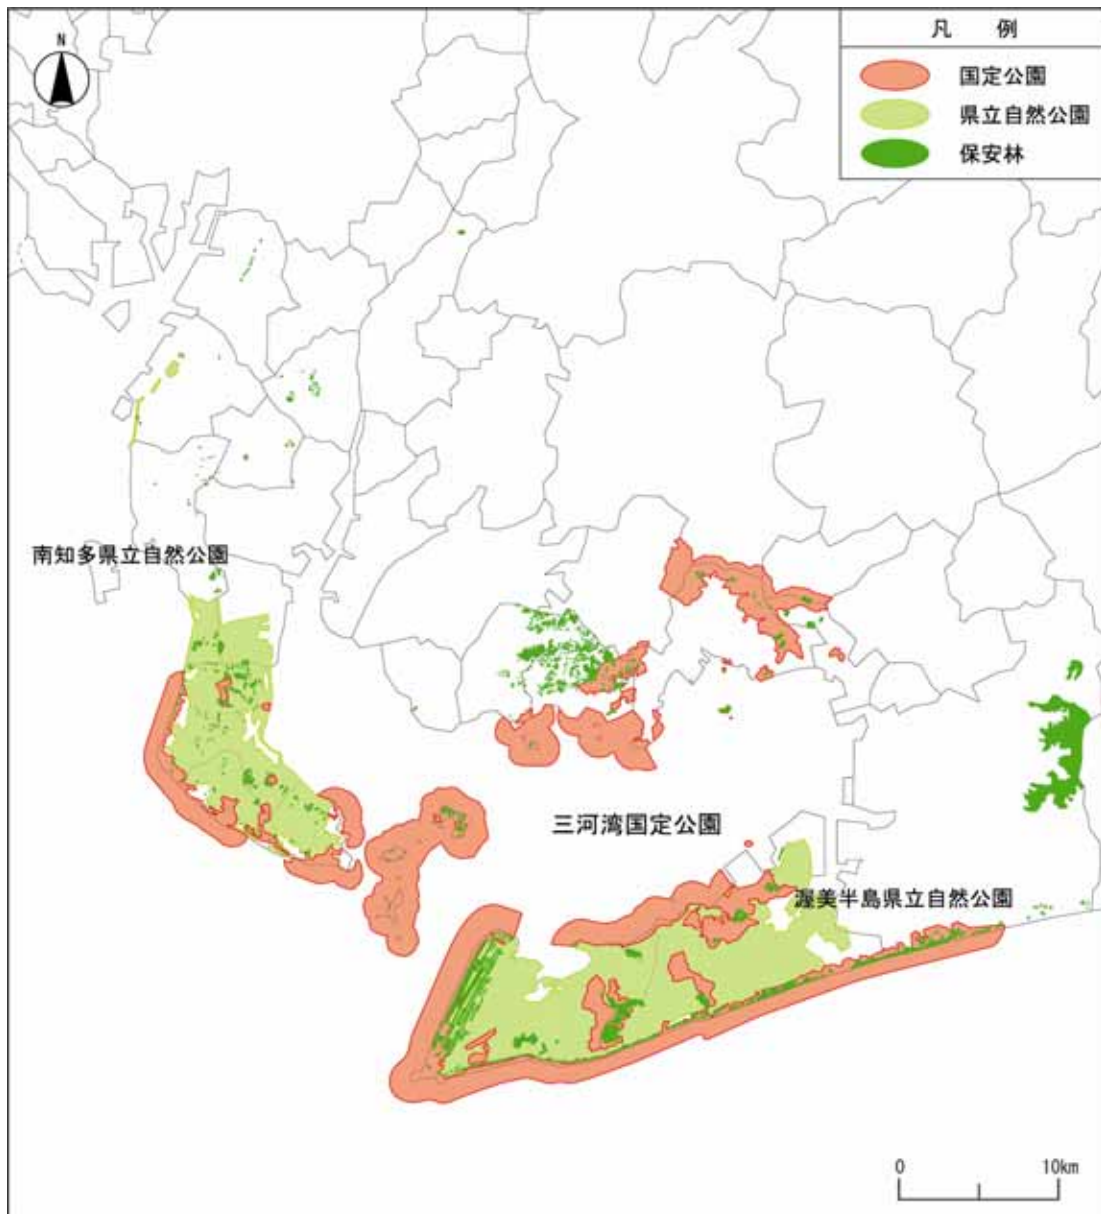 N
凡 例
国定公園
県立自然公園
保安林
南知多県立自然公園
三河湾国定公園
渥美半島県立自然公園
0 10km